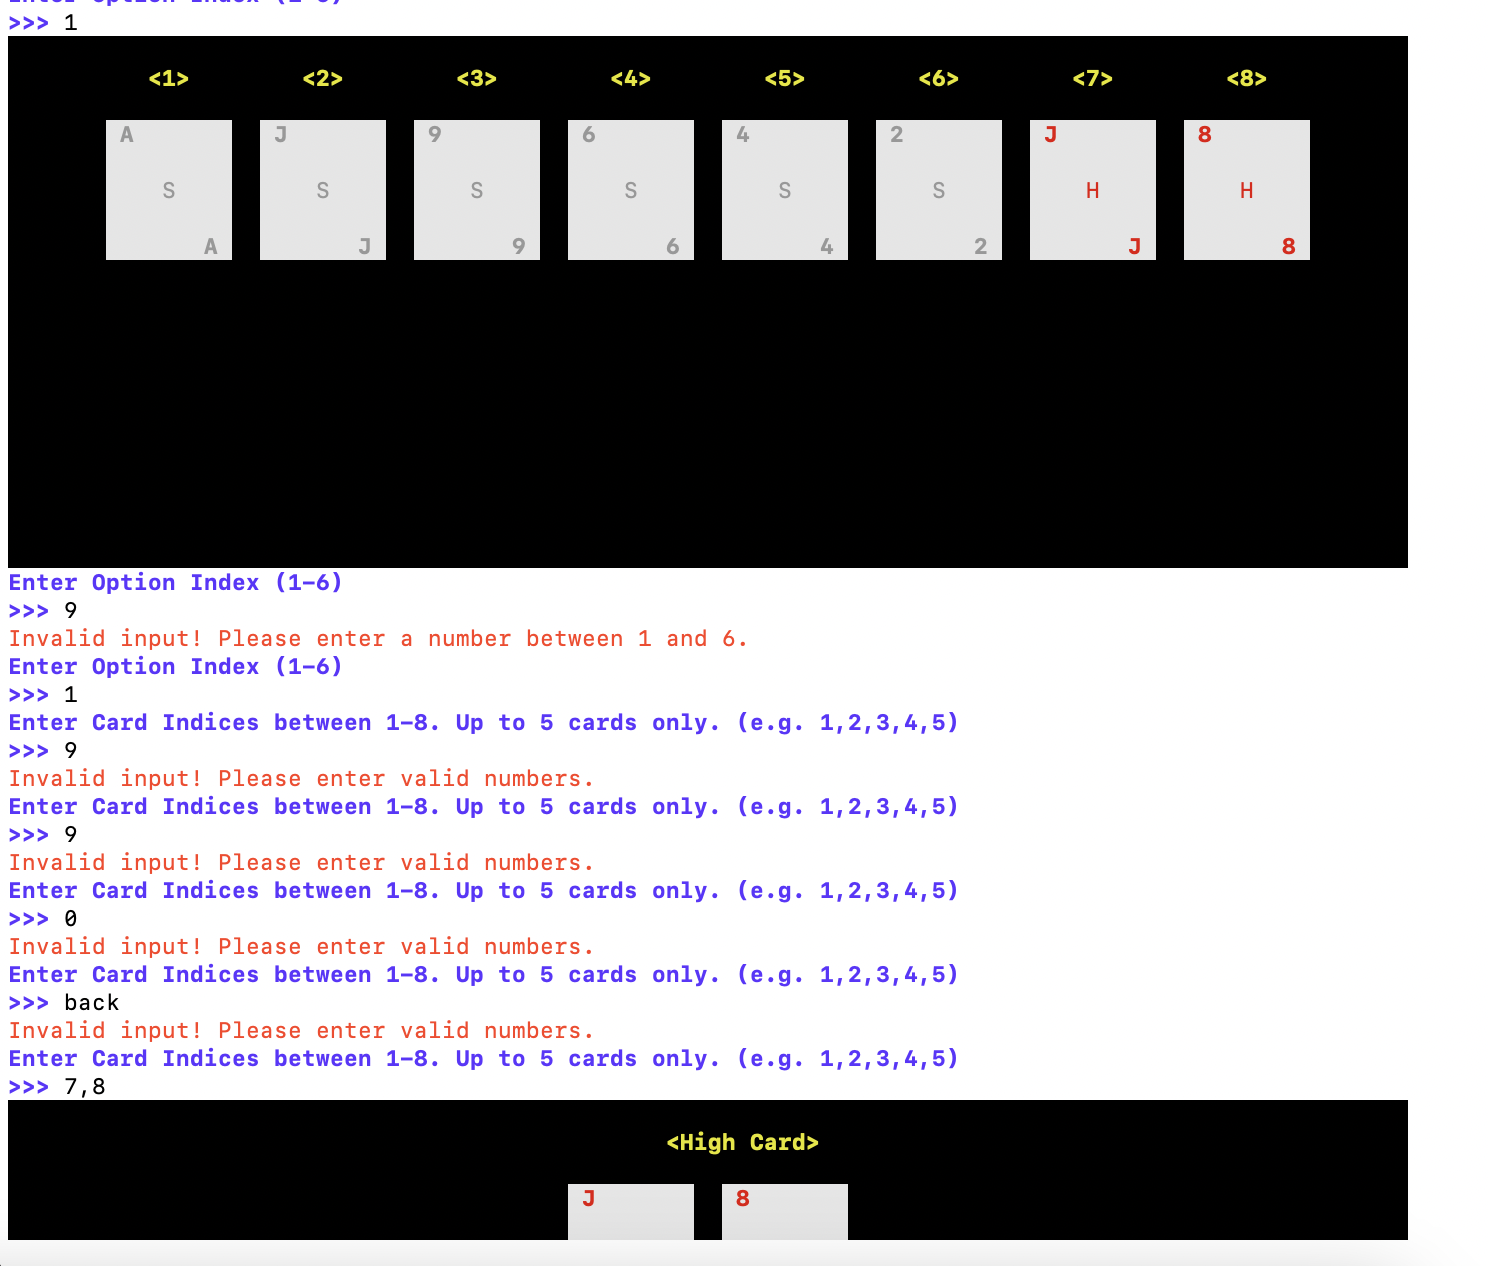 Enter Option Index (1-6)
>>> 1
<1> <2> <3> <4> <5> <6> <7> <8>
A J 9 6 4 2 J 8
S S S S S S H H
A J 9 6 4 2 J 8
Enter Option Index (1-6)
>>> 9
Invalid input! Please enter a number between 1 and 6.
Enter Option Index (1-6)
>>> 1
Enter Card Indices between 1-8. Up to 5 cards only. (e.g. 1,2,3,4,5)
>>> 9
Invalid input! Please enter valid numbers.
Enter Card Indices between 1-8. Up to 5 cards only. (e.g. 1,2,3,4,5)
>>> 9
Invalid input! Please enter valid numbers.
Enter Card Indices between 1-8. Up to 5 cards only. (e.g. 1,2,3,4,5)
>>> 0
Invalid input! Please enter valid numbers.
Enter Card Indices between 1-8. Up to 5 cards only. (e.g. 1,2,3,4,5)
>>> back
Invalid input! Please enter valid numbers.
Enter Card Indices between 1-8. Up to 5 cards only. (e.g. 1,2,3,4,5)
>>> 7,8
<High Card>
J 8